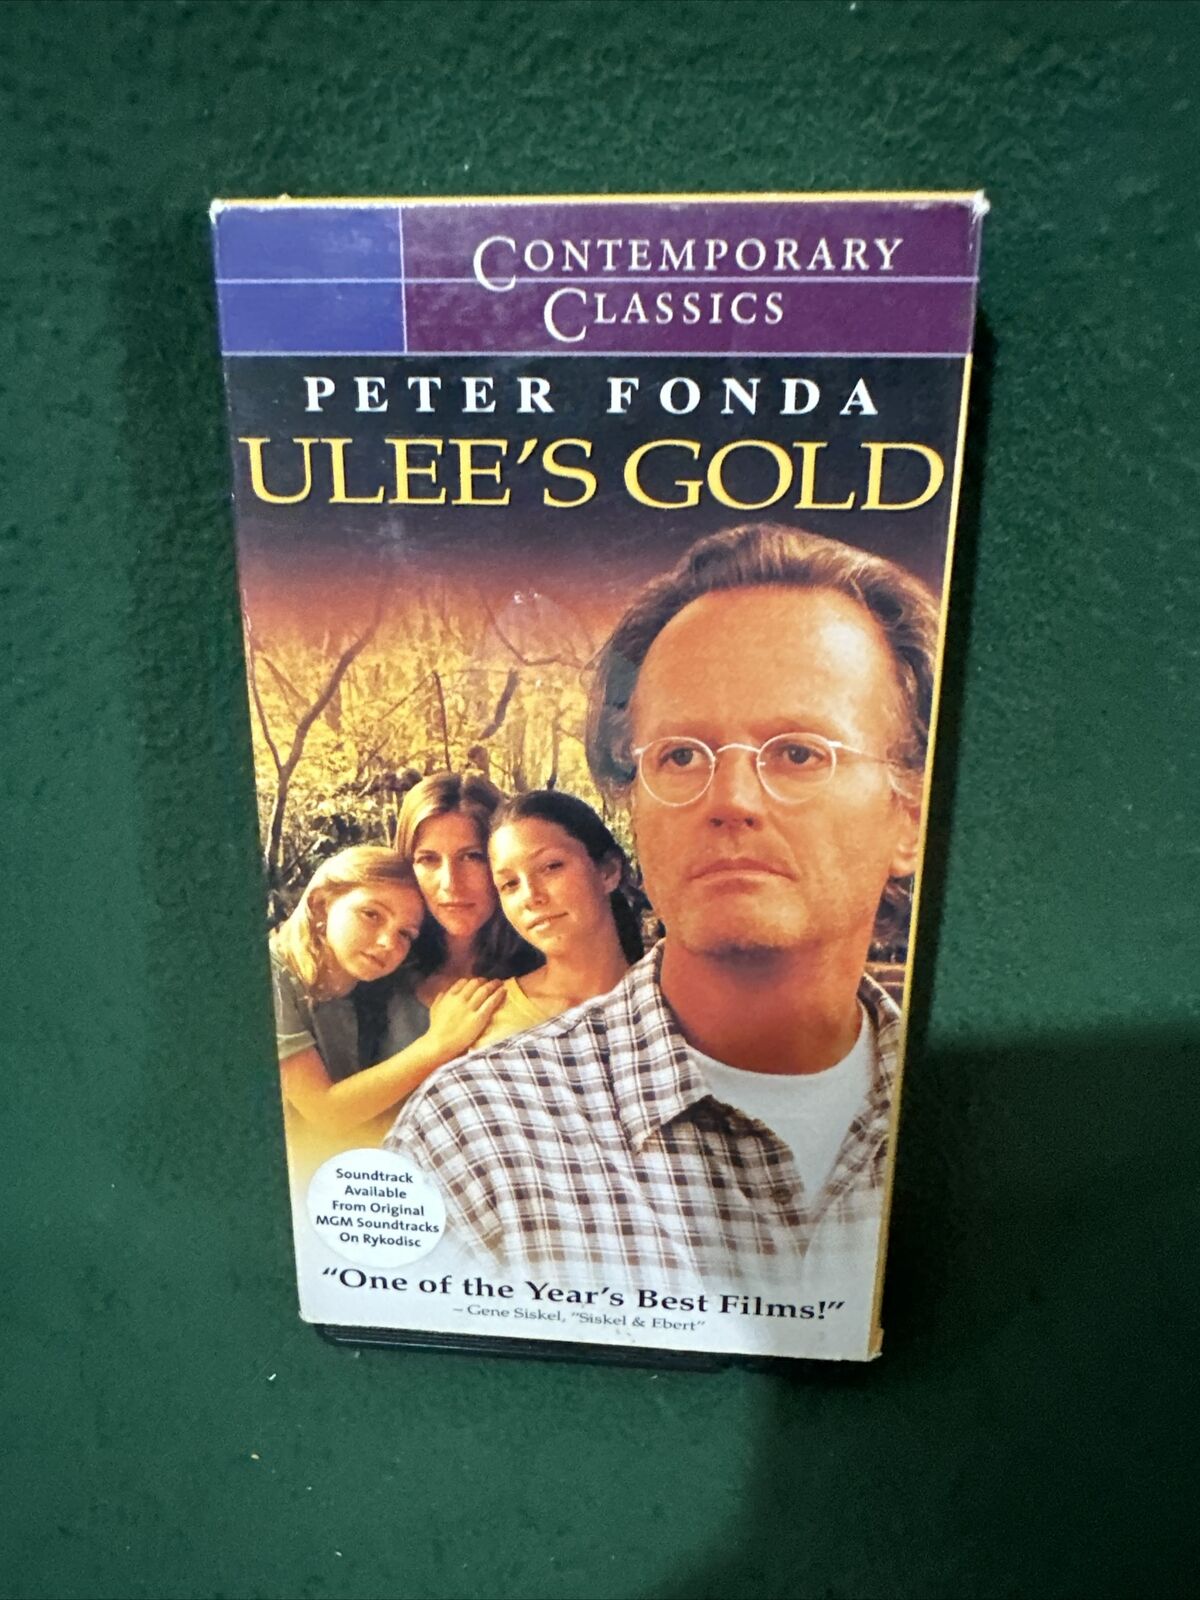 CONTEMPORARY
CLASSICS
PETER FONDA
ULEE'S GOLD
Soundtrack
Available
From Original
MGM Soundtracks
On Rykodisc
"One of the Year's Best Films!"
– Gene Siskel, "Siskel & Ebert"